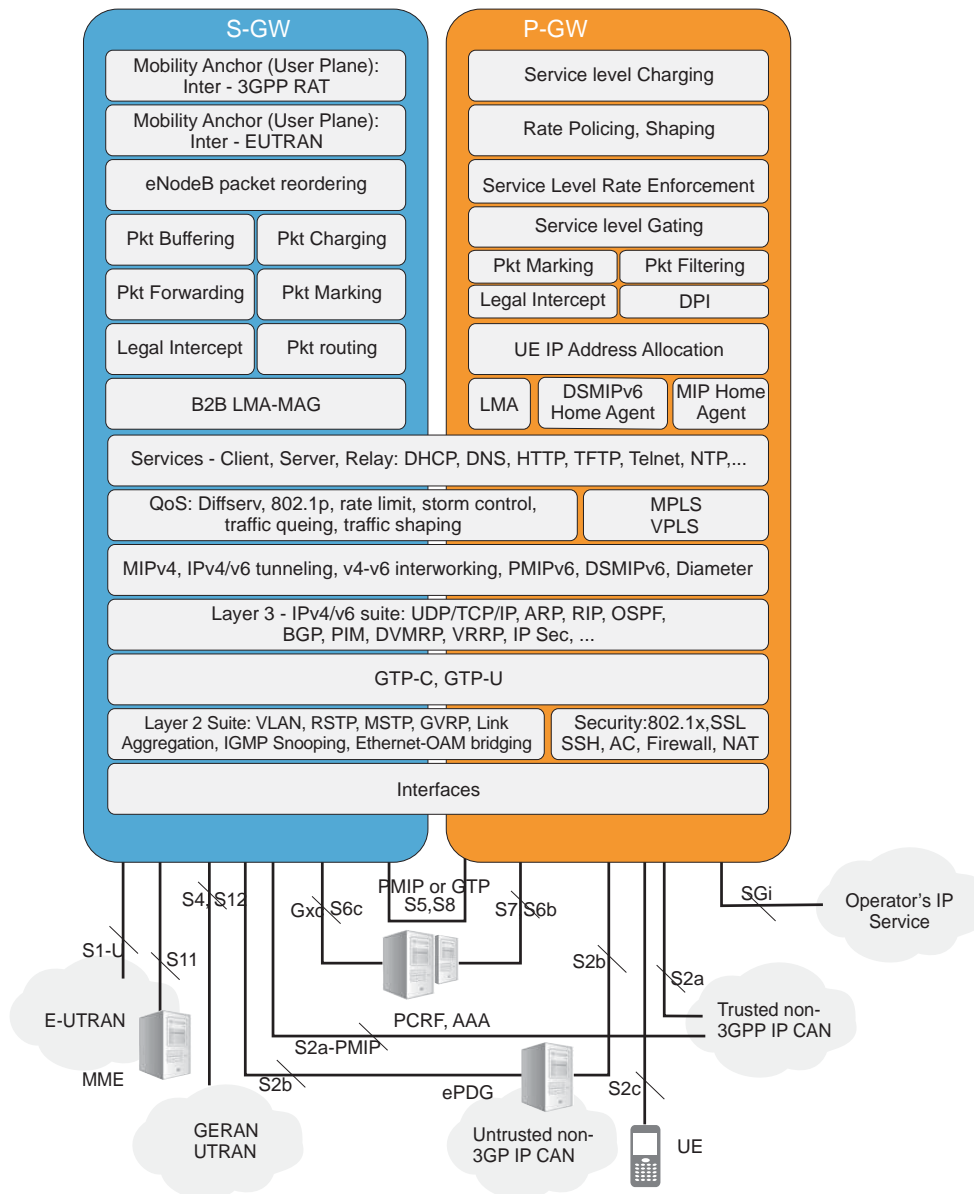 S-GW
Mobility Anchor (User Plane):
Inter - 3GPP RAT
Mobility Anchor (User Plane):
Inter - EUTRAN
eNodeB packet reordering
Pkt Buffering
Pkt Charging
Pkt Forwarding
Pkt Marking
Legal Intercept
Pkt routing
B2B LMA-MAG
P-GW
Service level Charging
Rate Policing, Shaping
Service Level Rate Enforcement
Service level Gating
Pkt Marking
Pkt Filtering
Legal Intercept
DPI
UE IP Address Allocation
LMA
DSMIPv6
Home Agent
MIP Home
Agent
Services - Client, Server, Relay: DHCP, DNS, HTTP, TFTP, Telnet, NTP,...
QoS: Diffserv, 802.1p, rate limit, storm control,
traffic queing, traffic shaping
MPLS
VPLS
MIPv4, IPv4/v6 tunneling, v4-v6 interworking, PMIPv6, DSMIPv6, Diameter
Layer 3 - IPv4/v6 suite: UDP/TCP/IP, ARP, RIP, OSPF,
BGP, PIM, DVMRP, VRRP, IP Sec, ...
GTP-C, GTP-U
Layer 2 Suite: VLAN, RSTP, MSTP, GVRP, Link
Aggregation, IGMP Snooping, Ethernet-OAM bridging
Security:802.1x,SSL
SSH, AC, Firewall, NAT
Interfaces
S4, S12
Gxc
S6c
PMIP or GTP
S5,S8
S7
S6b
SGi
Operator's IP
Service
S1-U
S11
S2b
S2a
E-UTRAN
PCRF, AAA
Trusted non-
3GPP IP CAN
S2a-PMIP
MME
S2b
ePDG
S2c
GERAN
UTRAN
Untrusted non-
3GP IP CAN
UE